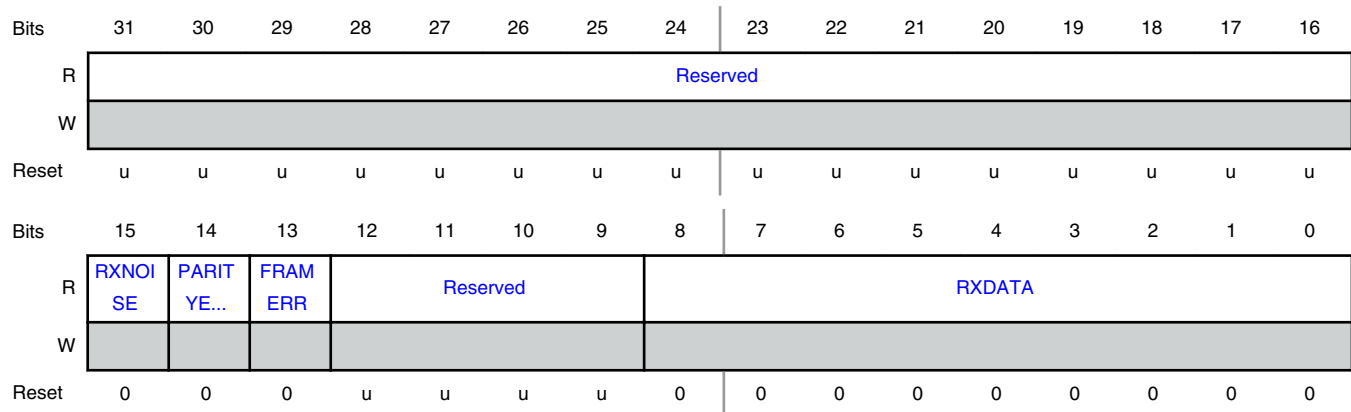 Bits 31 30 29 28 27 26 25 24 23 22 21 20 19 18 17 16
R Reserved
W
Reset u u u u u u u u u u u u u u u u
Bits 15 14 13 12 11 10 9 8 7 6 5 4 3 2 1 0
RXNOI PARIT FRAM
R Reserved RXDATA
SE YE... ERR
W
Reset 0 0 0 u u u u 0 0 0 0 0 0 0 0 0